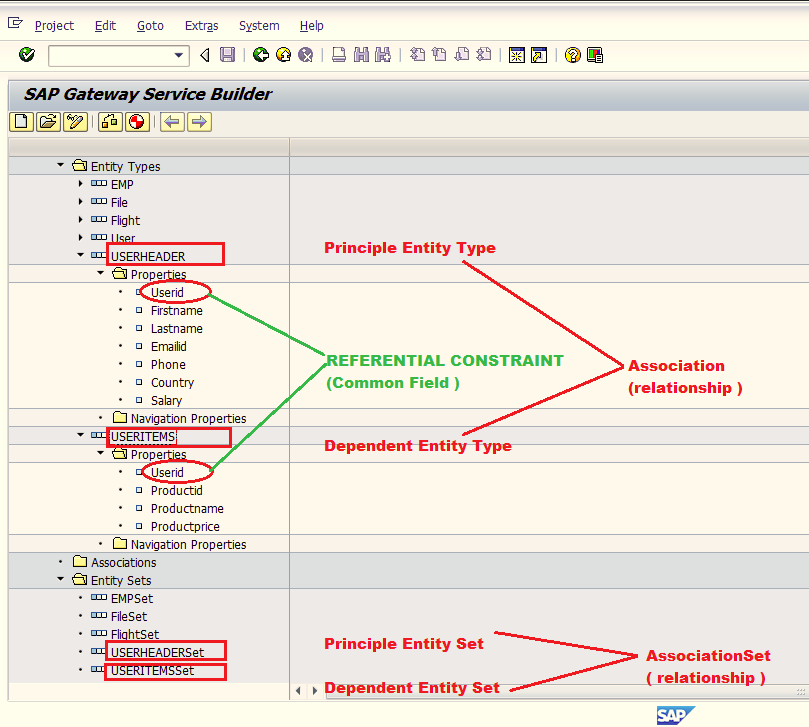 Project Edit Goto Extras System Help
SAP Gateway Service Builder
Entity Types
EMP
File
Flight
User
USERHEADER
Principle Entity Type
Properties
Userid
Firstname
Lastname
Emailid
Phone
Country
Salary
REFERENTIAL CONSTRAINT
(Common Field )
Association
(relationship )
Navigation Properties
USERITEMS
Dependent Entity Type
Properties
Userid
Productid
Productname
Productprice
Navigation Properties
Associations
Entity Sets
EMPSet
FileSet
FlightSet
USERHEADERSet
USERITEMSSet
Principle Entity Set
Dependent Entity Set
AssociationSet
( relationship )
SAP